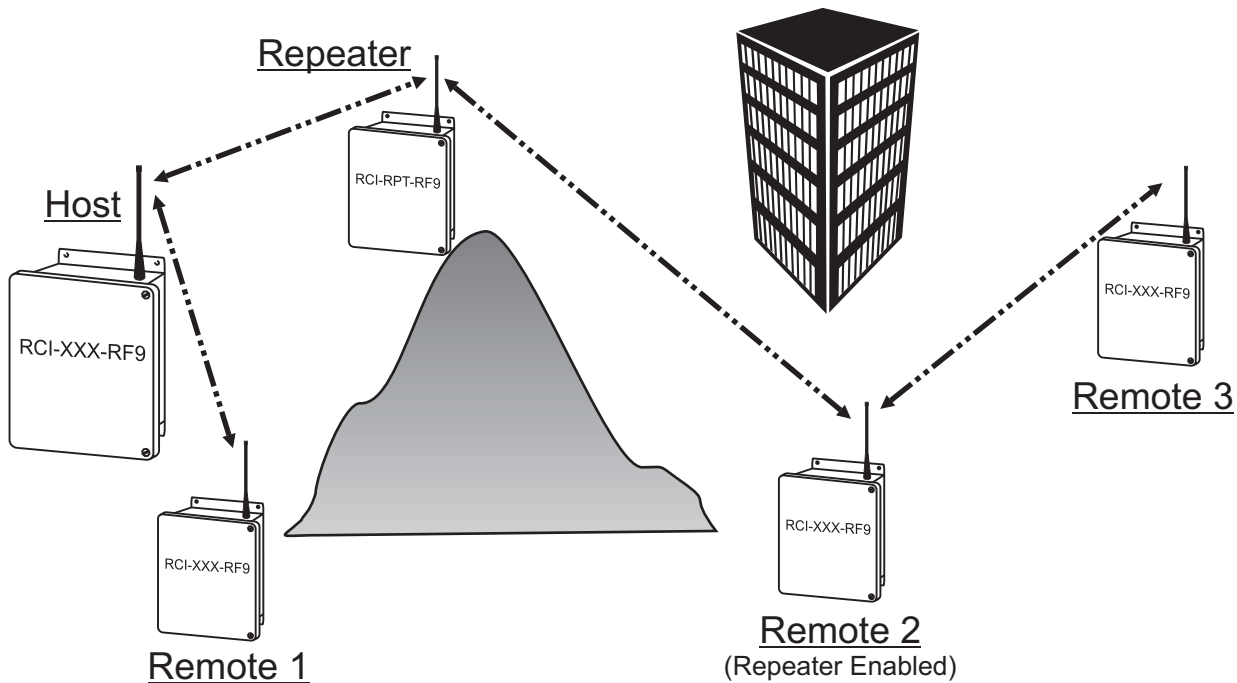 Repeater
RCI-RPT-RF9
Host
RCI-XXX-RF9
RCI-XXX-RF9
Remote 1
RCI-XXX-RF9
Remote 2
(Repeater Enabled)
RCI-XXX-RF9
Remote 3